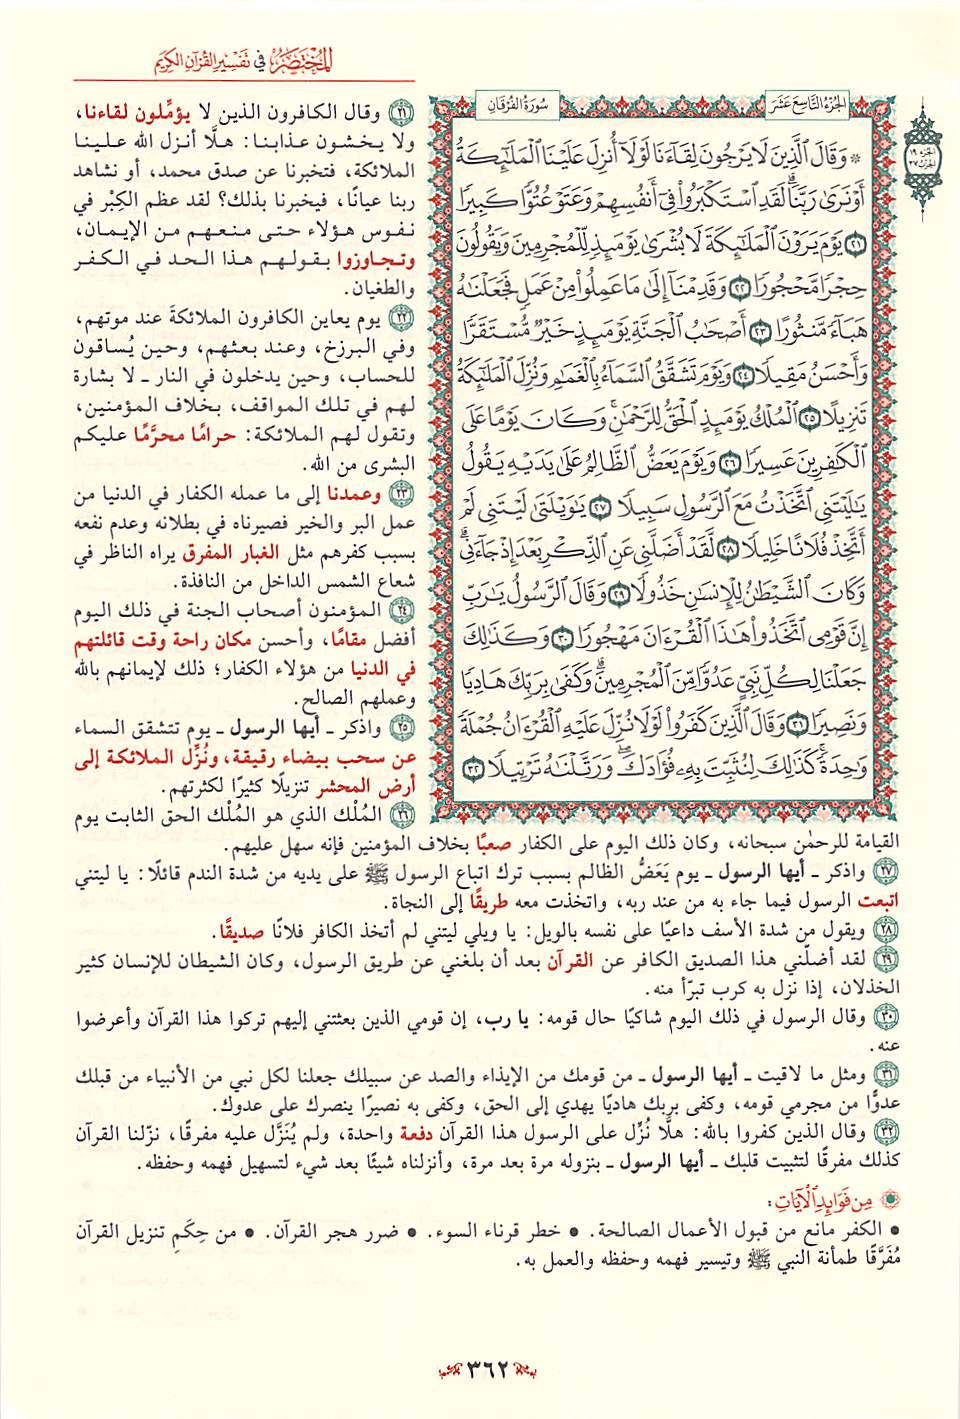 المختصر في تفسير القرآن الكريم
الجزء التاسع عشر
سورة الفرقان
الجزء ١٩
الحزب ٣٧
۞ وَقَالَ ٱلَّذِينَ لَا يَرْجُونَ لِقَآءَنَا لَوْلَآ أُنزِلَ عَلَيْنَا ٱلْمَلَٰٓئِكَةُ
أَوْ نَرَىٰ رَبَّنَا ۗ لَقَدِ ٱسْتَكْبَرُوا۟ فِىٓ أَنفُسِهِمْ وَعَتَوْ عُتُوًّا كَبِيرًا
٢١ يَوْمَ يَرَوْنَ ٱلْمَلَٰٓئِكَةَ لَا بُشْرَىٰ يَوْمَئِذٍ لِّلْمُجْرِمِينَ وَيَقُولُونَ
حِجْرًا مَّحْجُورًا ٢٢ وَقَدِمْنَآ إِلَىٰ مَا عَمِلُوا۟ مِنْ عَمَلٍ فَجَعَلْنَٰهُ
هَبَآءً مَّنثُورًا ٢٣ أَصْحَٰبُ ٱلْجَنَّةِ يَوْمَئِذٍ خَيْرٌ مُّسْتَقَرًّا
وَأَحْسَنُ مَقِيلًا ٢٤ وَيَوْمَ تَشَقَّقُ ٱلسَّمَآءُ بِٱلْغَمَٰمِ وَنُزِّلَ ٱلْمَلَٰٓئِكَةُ
تَنزِيلًا ٢٥ ٱلْمُلْكُ يَوْمَئِذٍ ٱلْحَقُّ لِلرَّحْمَٰنِ ۚ وَكَانَ يَوْمًا عَلَى
ٱلْكَٰفِرِينَ عَسِيرًا ٢٦ وَيَوْمَ يَعَضُّ ٱلظَّالِمُ عَلَىٰ يَدَيْهِ يَقُولُ
يَٰلَيْتَنِى ٱتَّخَذْتُ مَعَ ٱلرَّسُولِ سَبِيلًا ٢٧ يَٰوَيْلَتَىٰ لَيْتَنِى لَمْ
أَتَّخِذْ فُلَانًا خَلِيلًا ٢٨ لَّقَدْ أَضَلَّنِى عَنِ ٱلذِّكْرِ بَعْدَ إِذْ جَآءَنِى ۗ
وَكَانَ ٱلشَّيْطَٰنُ لِلْإِنسَٰنِ خَذُولًا ٢٩ وَقَالَ ٱلرَّسُولُ يَٰرَبِّ
إِنَّ قَوْمِى ٱتَّخَذُوا۟ هَٰذَا ٱلْقُرْءَانَ مَهْجُورًا ٣٠ وَكَذَٰلِكَ
جَعَلْنَا لِكُلِّ نَبِىٍّ عَدُوًّا مِّنَ ٱلْمُجْرِمِينَ ۗ وَكَفَىٰ بِرَبِّكَ هَادِيًا
وَنَصِيرًا ٣١ وَقَالَ ٱلَّذِينَ كَفَرُوا۟ لَوْلَا نُزِّلَ عَلَيْهِ ٱلْقُرْءَانُ جُمْلَةً
وَٰحِدَةً ۚ كَذَٰلِكَ لِنُثَبِّتَ بِهِۦ فُؤَادَكَ ۖ وَرَتَّلْنَٰهُ تَرْتِيلًا ٣٢
٢١ وقال الكافرون الذين لا يؤمِّلون لقاءنا،
ولا يخشون عذابنا: هلَّا أنزل الله علينا
الملائكة، فتخبرنا عن صدق محمد، أو نشاهد
ربنا عيانًا، فيخبرنا بذلك؟ لقد عظم الكِبْر في
نفوس هؤلاء حتى منعهم من الإيمان،
وتجاوزوا بقولهم هذا الحد في الكفر
والطغيان.
٢٢ يوم يعاين الكافرون الملائكةَ عند موتهم،
وفي البرزخ، وعند بعثهم، وحين يُساقون
للحساب، وحين يدخلون في النار ـ لا بشارة
لهم في تلك المواقف، بخلاف المؤمنين،
وتقول لهم الملائكة: حرامًا محرَّمًا عليكم
البشرى من الله.
٢٣ وعمدنا إلى ما عمله الكفار في الدنيا من
عمل البر والخير فصيرناه في بطلانه وعدم نفعه
بسبب كفرهم مثل الغبار المفرق يراه الناظر في
شعاع الشمس الداخل من النافذة.
٢٤ المؤمنون أصحاب الجنة في ذلك اليوم
أفضل مقامًا، وأحسن مكان راحة وقت قائلتهم
في الدنيا من هؤلاء الكفار؛ ذلك لإيمانهم بالله
وعملهم الصالح.
٢٥ واذكر ـ أيها الرسول ـ يوم تتشقق السماء
عن سحب بيضاء رقيقة، ونُزِّل الملائكة إلى
أرض المحشر تنزيلًا كثيرًا لكثرتهم.
٢٦ المُلْك الذي هو المُلْك الحق الثابت يوم
القيامة للرحمٰن سبحانه، وكان ذلك اليوم على الكفار صعبًا بخلاف المؤمنين فإنه سهل عليهم.
٢٧ واذكر ـ أيها الرسول ـ يوم يَعَضُّ الظالم بسبب ترك اتباع الرسول ﷺ على يديه من شدة الندم قائلًا: يا ليتني
اتبعت الرسول فيما جاء به من عند ربه، واتخذت معه طريقًا إلى النجاة.
٢٨ ويقول من شدة الأسف داعيًا على نفسه بالويل: يا ويلي ليتني لم أتخذ الكافر فلانًا صديقًا.
٢٩ لقد أضلّني هذا الصديق الكافر عن القرآن بعد أن بلغني عن طريق الرسول، وكان الشيطان للإنسان كثير
الخذلان، إذا نزل به كرب تبرّأ منه.
٣٠ وقال الرسول في ذلك اليوم شاكيًا حال قومه: يا رب، إن قومي الذين بعثتني إليهم تركوا هذا القرآن وأعرضوا
عنه.
٣١ ومثل ما لاقيت ـ أيها الرسول ـ من قومك من الإيذاء والصد عن سبيلك جعلنا لكل نبي من الأنبياء من قبلك
عدوًّا من مجرمي قومه، وكفى بربك هاديًا يهدي إلى الحق، وكفى به نصيرًا ينصرك على عدوك.
٣٢ وقال الذين كفروا بالله: هلَّا نُزِّل على الرسول هذا القرآن دفعة واحدة، ولم يُنَزَّل عليه مفرقًا، نزّلنا القرآن
كذلك مفرقًا لتثبيت قلبك ـ أيها الرسول ـ بنزوله مرة بعد مرة، وأنزلناه شيئًا بعد شيء لتسهيل فهمه وحفظه.
من فوائد الآيات:
• الكفر مانع من قبول الأعمال الصالحة. • خطر قرناء السوء. • ضرر هجر القرآن. • من حِكَمِ تنزيل القرآن
مُفَرَّقًا طمأنة النبي ﷺ وتيسير فهمه وحفظه والعمل به.
٣٦٢